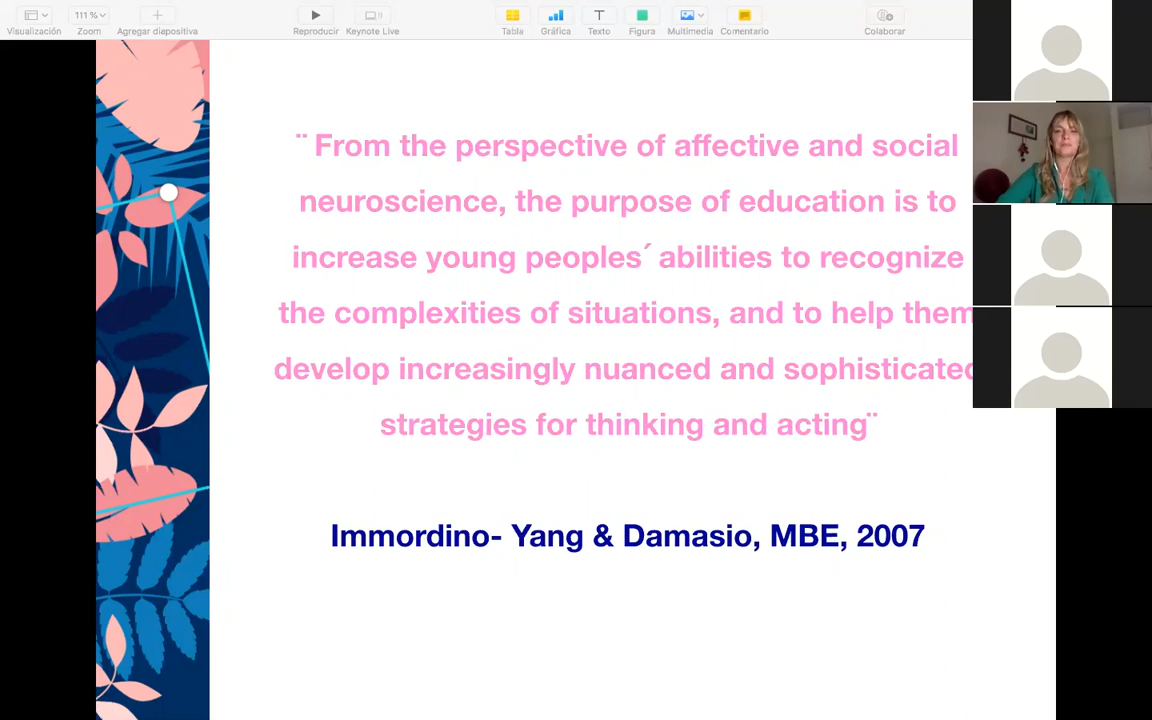 111 %
Visualización
Zoom
Agregar diapositiva
Reproducir
Keynote Live
Tabla
Gráfica
Texto
Figura
Multimedia
Comentario
Colaborar
¨ From the perspective of affective and social
neuroscience, the purpose of education is to
increase young peoples´ abilities to recognize
the complexities of situations, and to help them
develop increasingly nuanced and sophisticated
strategies for thinking and acting¨
Immordino- Yang & Damasio, MBE, 2007